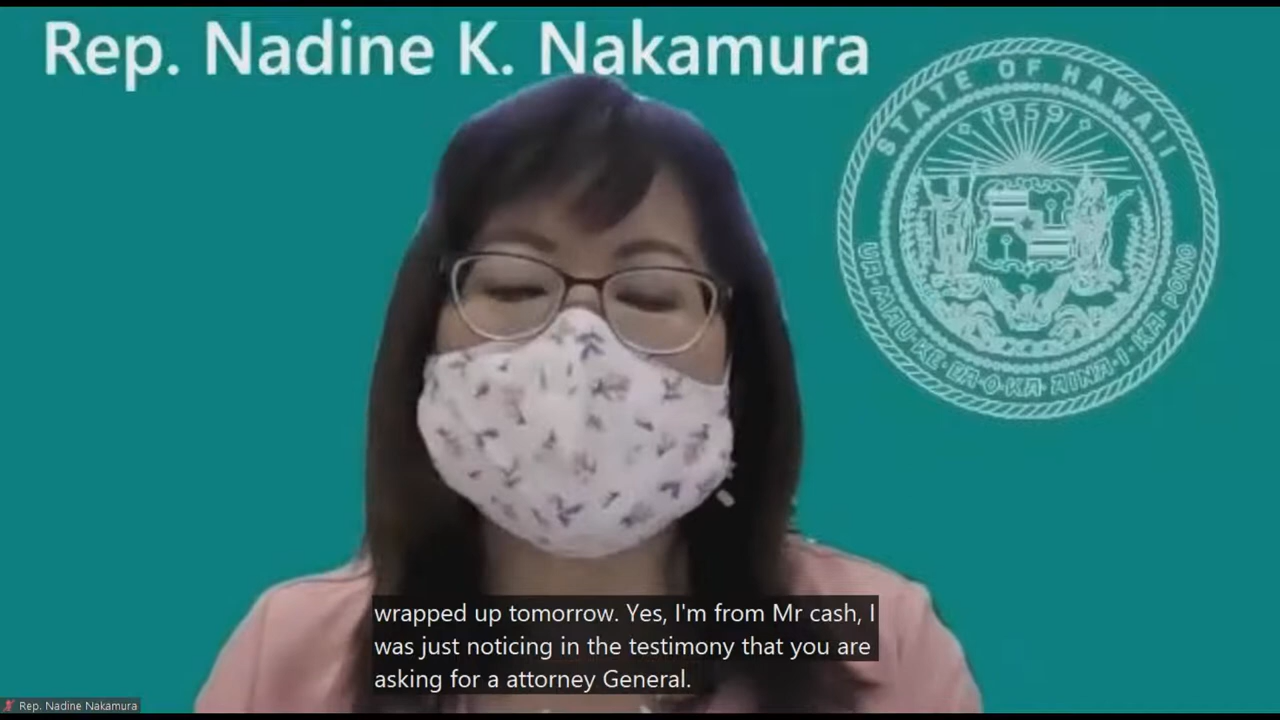 Rep. Nadine K. Nakamura
STATE OF HAWAII
1959
UA·MAU·KE·EA·O·KA·AINA·I·KA·PONO
wrapped up tomorrow. Yes, I'm from Mr cash, I
was just noticing in the testimony that you are
asking for a attorney General.
Rep. Nadine Nakamura